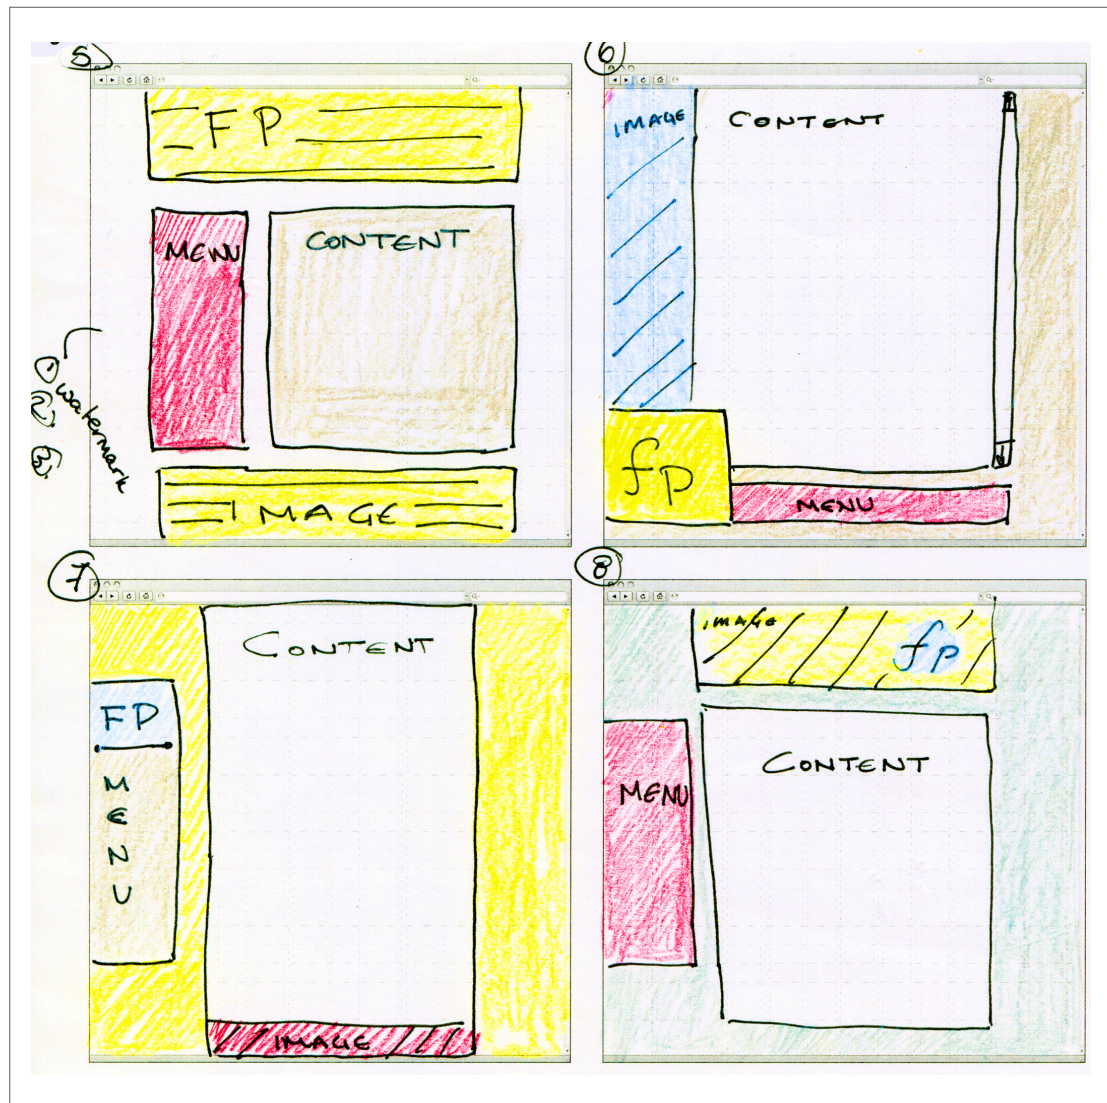 5
FP
MENU
CONTENT
IMAGE
1
2
3
watermark
6
IMAGE
CONTENT
fp
MENU
7
CONTENT
FP
MENU
IMAGE
8
IMAGE
fp
MENU
CONTENT